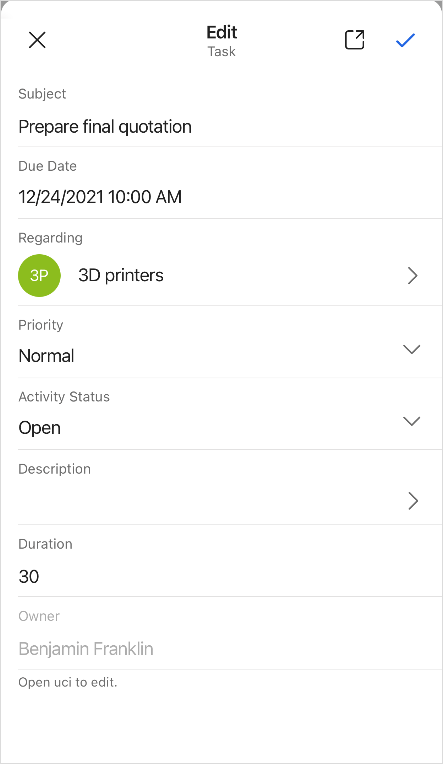 Edit
Task
Subject
Prepare final quotation
Due Date
12/24/2021 10:00 AM
Regarding
3P
3D printers
Priority
Normal
Activity Status
Open
Description
Duration
30
Owner
Benjamin Franklin
Open uci to edit.